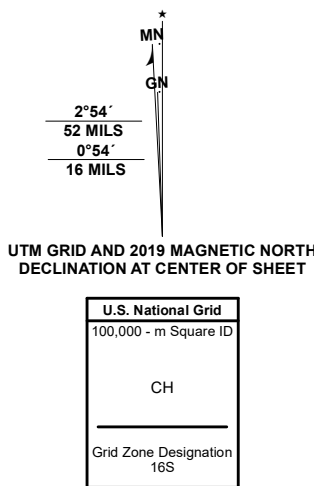 ★
MN
GN
2°54´
52 MILS
0°54´
16 MILS
UTM GRID AND 2019 MAGNETIC NORTH
DECLINATION AT CENTER OF SHEET
U.S. National Grid
100,000 - m Square ID
CH
Grid Zone Designation
16S